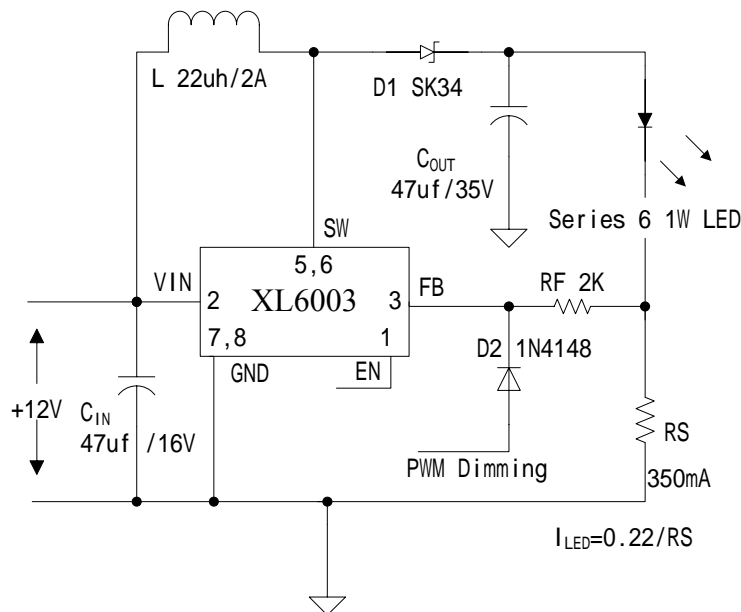 L 22uh/2A
D1 SK34
COUT
47uf/35V
Series 6 1W LED
SW
5,6
VIN
2
XL6003
3
FB
RF 2K
7,8
1
GND
EN
D2 1N4148
+12V
CIN
47uf /16V
PWM Dimming
RS
350mA
ILED=0.22/RS